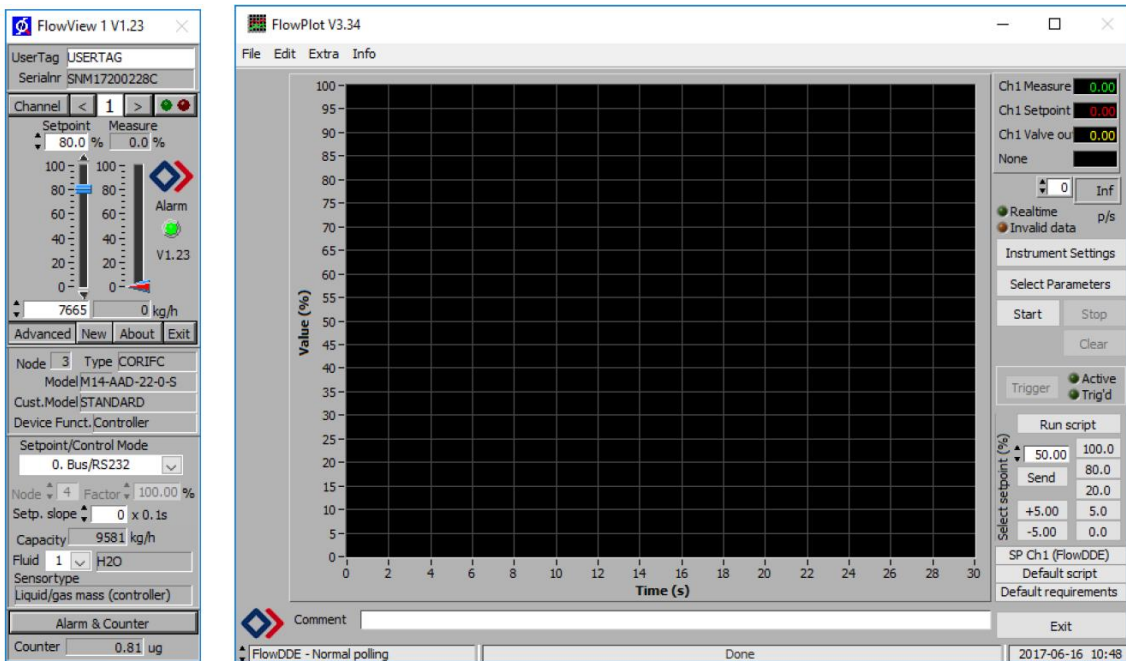 FlowView 1 V1.23
UserTag USERTAG
Serialnr SNM17200228C
Channel < 1 >
Setpoint Measure
80.0 % 0.0 %
100 100
80 80
60 60
40 40
20 20
0 0
Alarm
V1.23
7665 0 kg/h
Advanced New About Exit
Node 3 Type CORIFC
Model M14-AAD-22-0-S
Cust.Model STANDARD
Device Funct. Controller
Setpoint/Control Mode
0. Bus/RS232
Node 4 Factor 100.00 %
Setp. slope 0 x 0.1s
Capacity 9581 kg/h
Fluid 1 H2O
Sensortype
Liquid/gas mass (controller)
Alarm & Counter
Counter 0.81 ug
FlowPlot V3.34
File Edit Extra Info
Value (%)
100
95
90
85
80
75
70
65
60
55
50
45
40
35
30
25
20
15
10
5
0
0 2 4 6 8 10 12 14 16 18 20 22 24 26 28 30
Time (s)
Ch1 Measure 0.00
Ch1 Setpoint 0.00
Ch1 Valve ou 0.00
None
0 Inf
Realtime p/s
Invalid data
Instrument Settings
Select Parameters
Start Stop
Clear
Trigger Active
Trig'd
Run script
Select setpoint (%)
50.00 100.0
Send 80.0
20.0
+5.00 5.0
-5.00 0.0
SP Ch1 (FlowDDE)
Default script
Default requirements
Comment
Exit
FlowDDE - Normal polling Done 2017-06-16 10:48